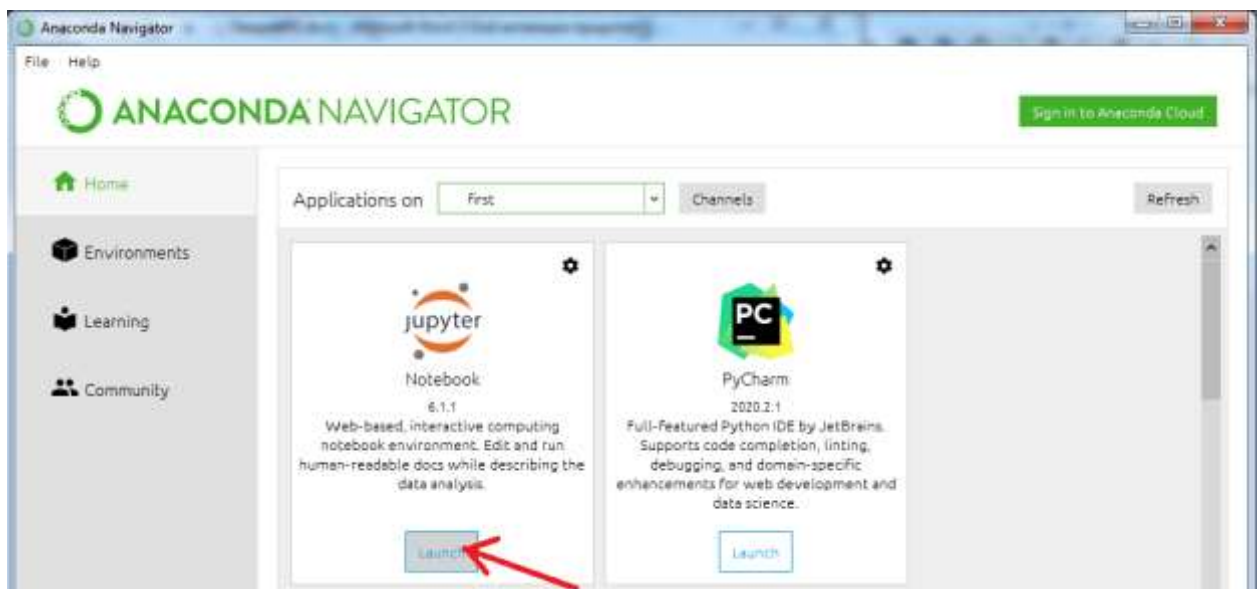 Anaconda Navigator
File Help
ANACONDA NAVIGATOR
Sign in to Anaconda Cloud
Home
Applications on First Channels Refresh
Environments
Learning
Community
jupyter
Notebook
6.1.1
Web-based, interactive computing
notebook environment. Edit and run
human-readable docs while describing the
data analysis.
Launch
PC
PyCharm
2020.2.1
Full-featured Python IDE by JetBrains.
Supports code completion, linting,
debugging, and domain-specific
enhancements for web development and
data science.
Launch